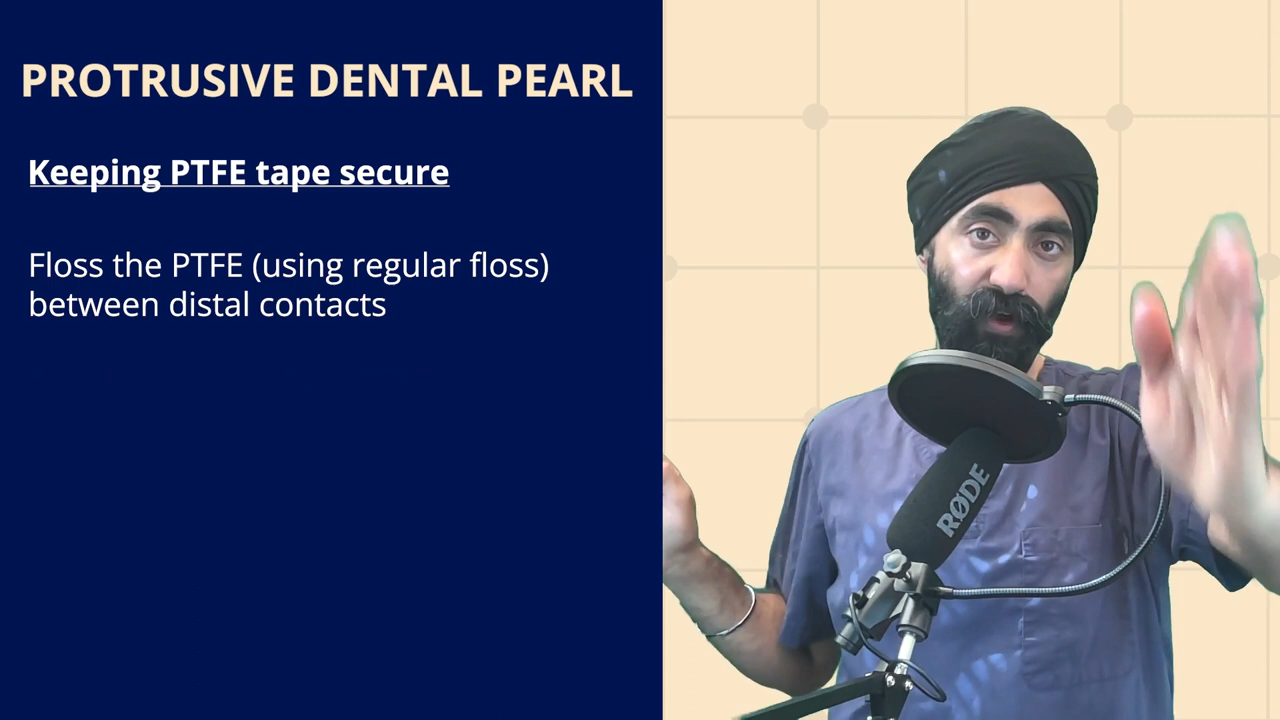 PROTRUSIVE DENTAL PEARL
Keeping PTFE tape secure
Floss the PTFE (using regular floss)
between distal contacts
RØDE